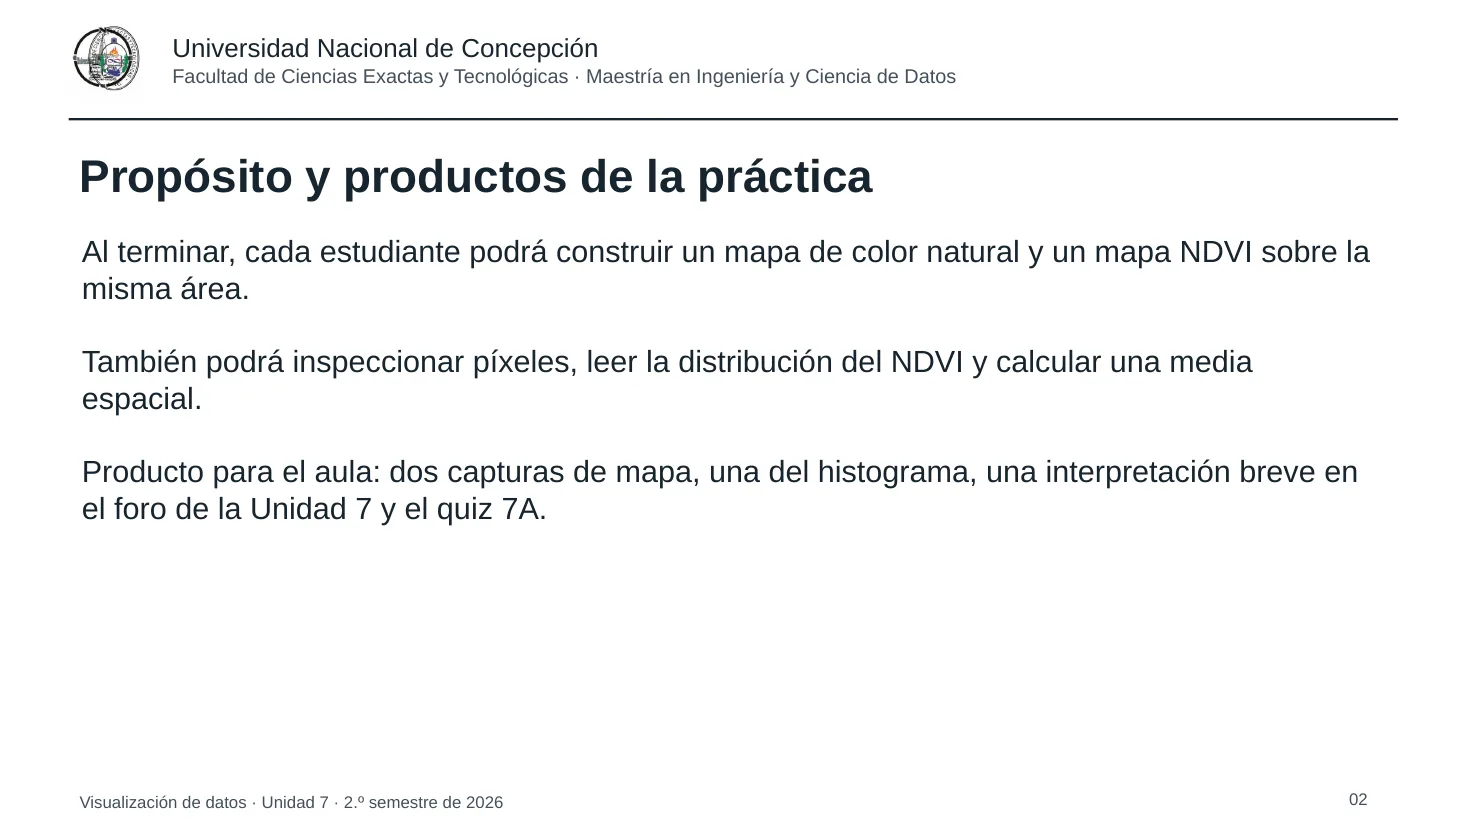 Universidad Nacional de Concepción
Facultad de Ciencias Exactas y Tecnológicas · Maestría en Ingeniería y Ciencia de Datos
Propósito y productos de la práctica
Al terminar, cada estudiante podrá construir un mapa de color natural y un mapa NDVI sobre la
misma área.
También podrá inspeccionar píxeles, leer la distribución del NDVI y calcular una media
espacial.
Producto para el aula: dos capturas de mapa, una del histograma, una interpretación breve en
el foro de la Unidad 7 y el quiz 7A.
Visualización de datos · Unidad 7 · 2.º semestre de 2026
02